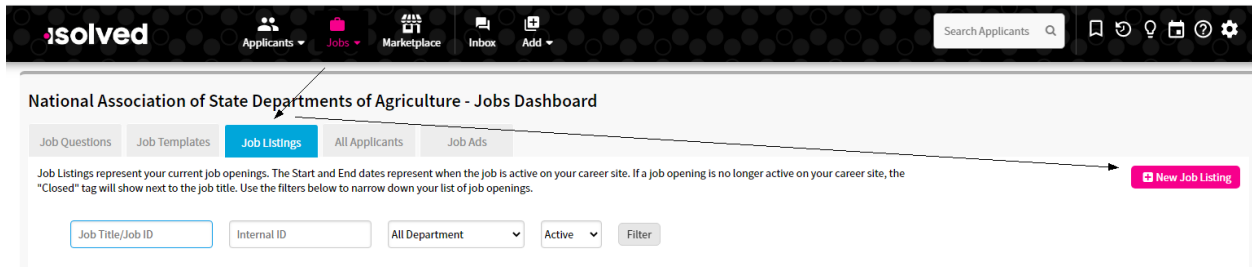 isolved
Applicants
Jobs
Marketplace
Inbox
Add
Search Applicants
National Association of State Departments of Agriculture - Jobs Dashboard
Job Questions
Job Templates
Job Listings
All Applicants
Job Ads
Job Listings represent your current job openings. The Start and End dates represent when the job is active on your career site. If a job opening is no longer active on your career site, the
"Closed" tag will show next to the job title. Use the filters below to narrow down your list of job openings.
New Job Listing
Job Title/Job ID
Internal ID
All Department
Active
Filter